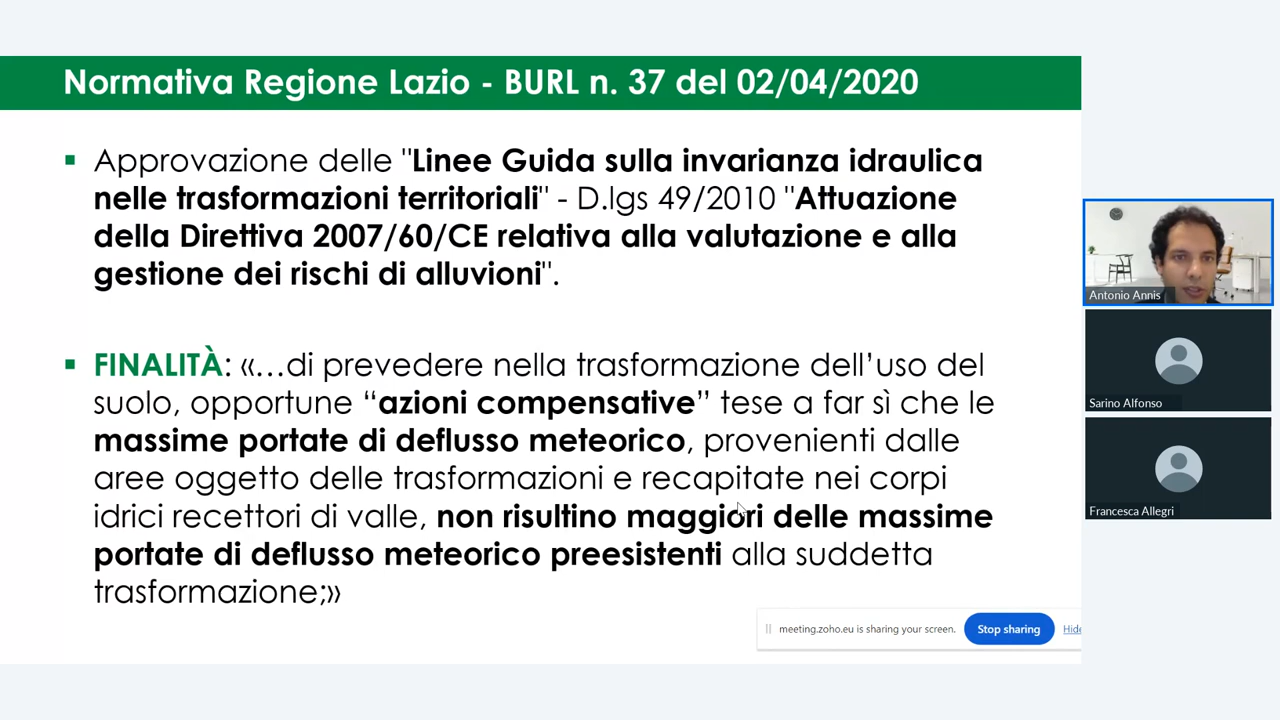 Normativa Regione Lazio - BURL n. 37 del 02/04/2020
▪ Approvazione delle "Linee Guida sulla invarianza idraulica
nelle trasformazioni territoriali" - D.lgs 49/2010 "Attuazione
della Direttiva 2007/60/CE relativa alla valutazione e alla
gestione dei rischi di alluvioni".
▪ FINALITÀ: «…di prevedere nella trasformazione dell’uso del
suolo, opportune “azioni compensative” tese a far sì che le
massime portate di deflusso meteorico, provenienti dalle
aree oggetto delle trasformazioni e recapitate nei corpi
idrici recettori di valle, non risultino maggiori delle massime
portate di deflusso meteorico preesistenti alla suddetta
trasformazione;»
meeting.zoho.eu is sharing your screen. Stop sharing Hide
Antonio Annis
Sarino Alfonso
Francesca Allegri